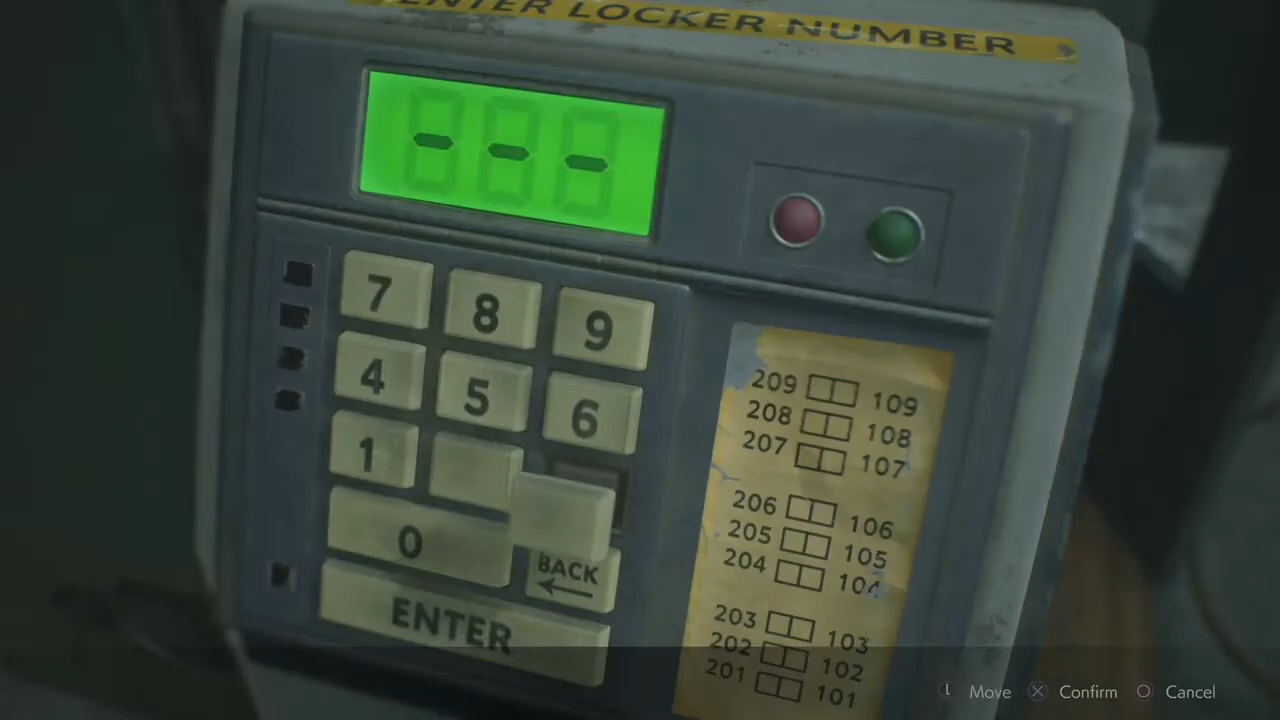 ENTER LOCKER NUMBER
7 8 9
4 5 6
1
0
BACK
ENTER
209 109
208 108
207 107
206 106
205 105
204 104
203 103
202 102
201 101
L Move Confirm Cancel